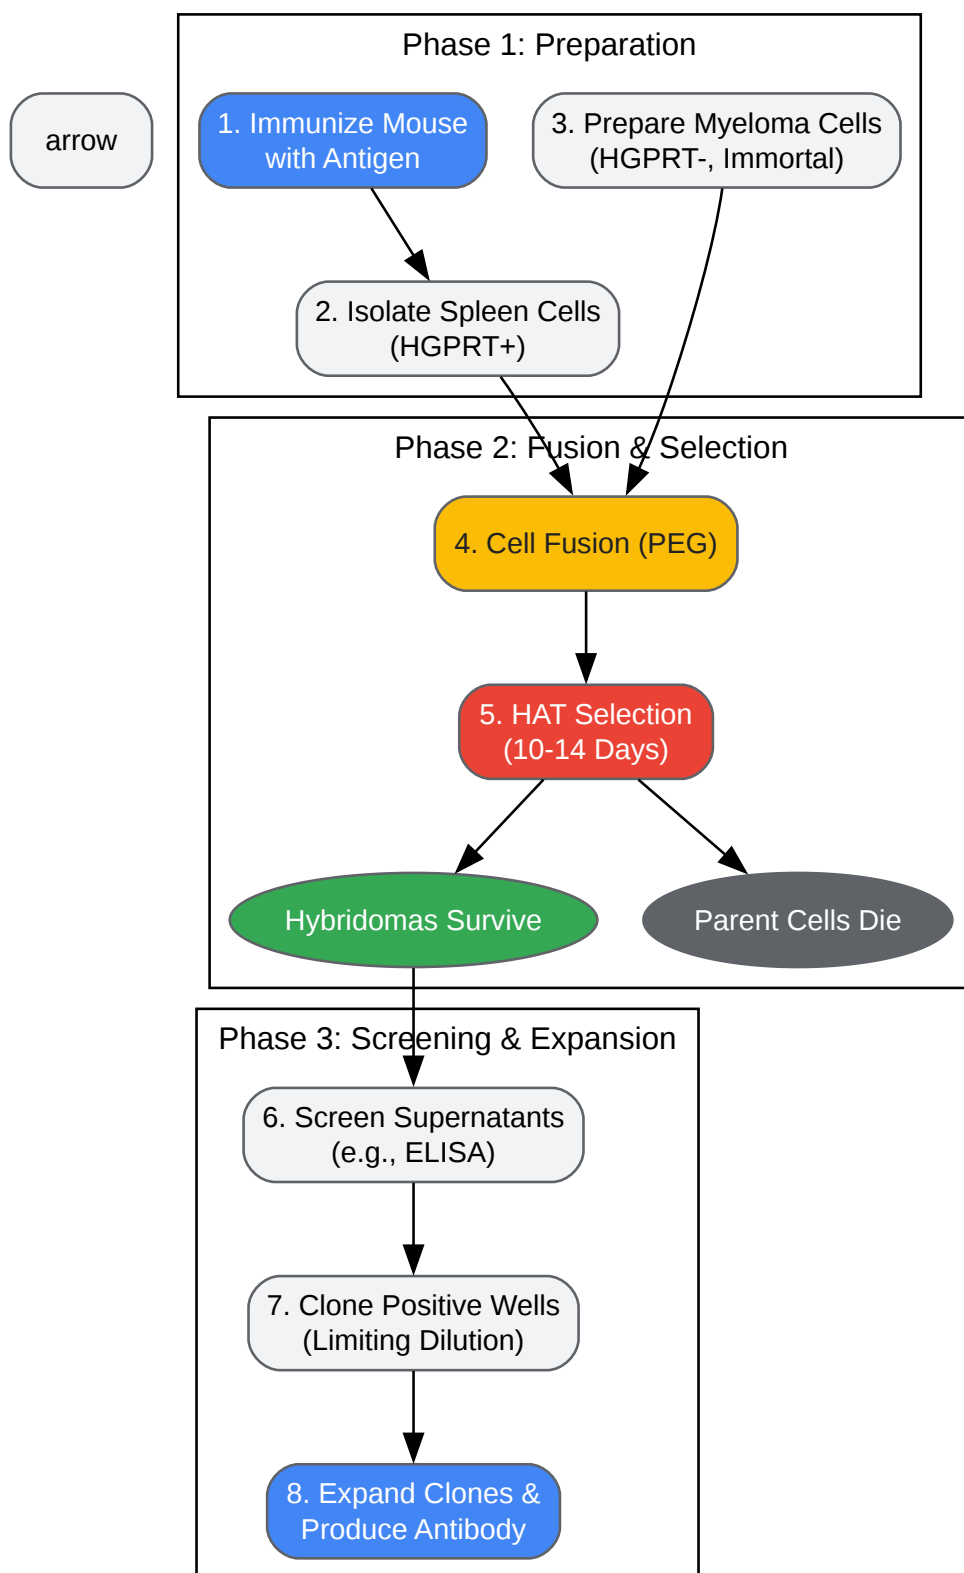 Phase 1: Preparation
arrow
1. Immunize Mouse
with Antigen
3. Prepare Myeloma Cells
(HGPRT-, Immortal)
2. Isolate Spleen Cells
(HGPRT+)
Phase 2: Fusion & Selection
4. Cell Fusion (PEG)
5. HAT Selection
(10-14 Days)
Hybridomas Survive
Parent Cells Die
Phase 3: Screening & Expansion
6. Screen Supernatants
(e.g., ELISA)
7. Clone Positive Wells
(Limiting Dilution)
8. Expand Clones &
Produce Antibody